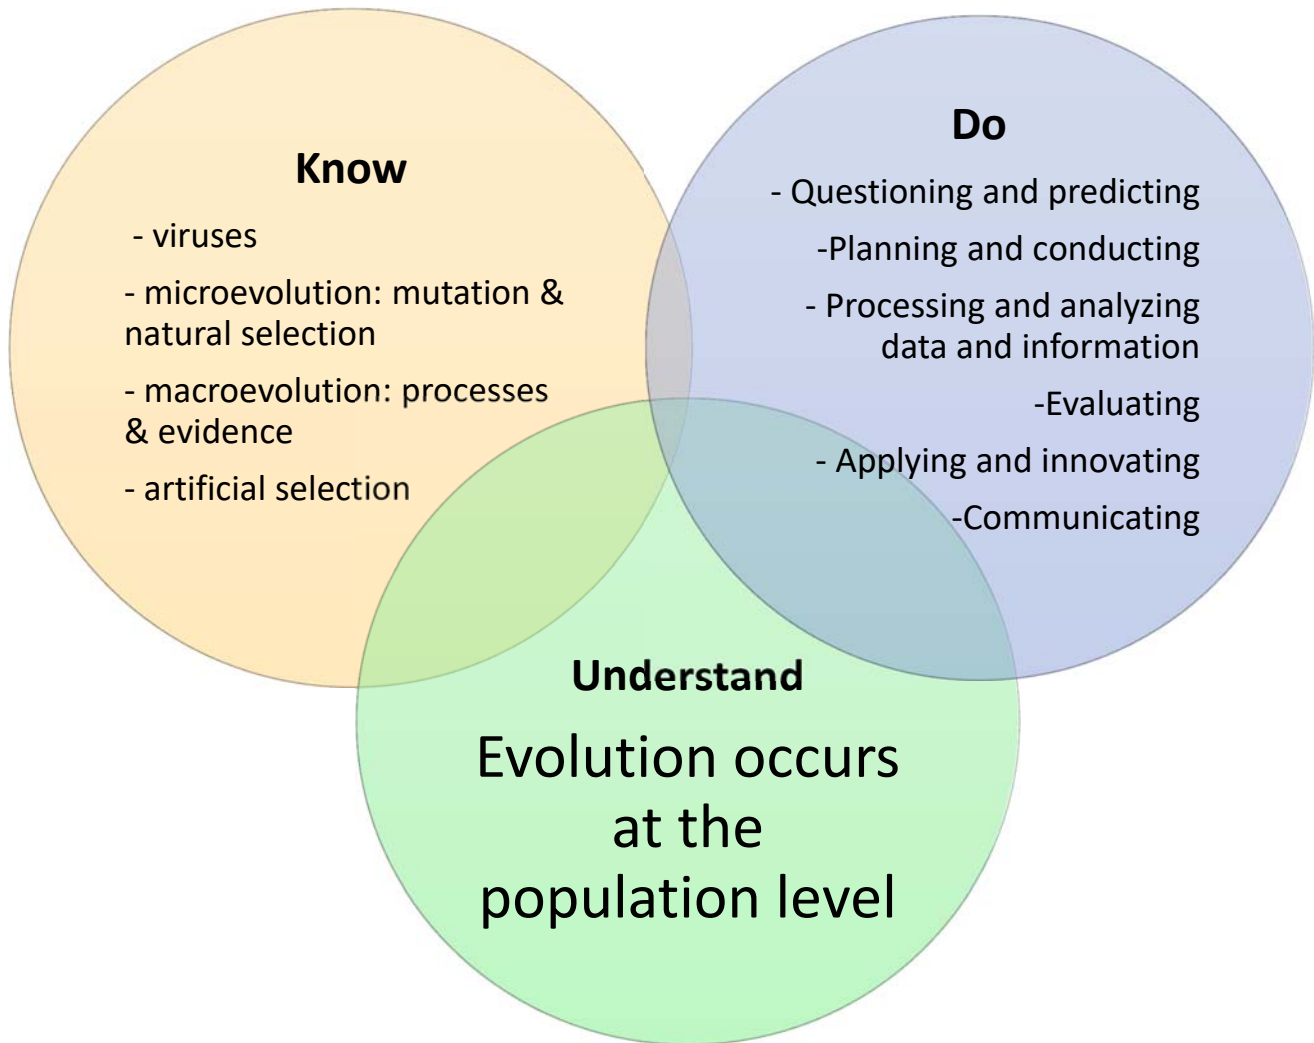 Know
- viruses
- microevolution: mutation &
natural selection
- macroevolution: processes
& evidence
- artificial selection
Do
- Questioning and predicting
-Planning and conducting
- Processing and analyzing
data and information
-Evaluating
- Applying and innovating
-Communicating
Understand
Evolution occurs
at the
population level